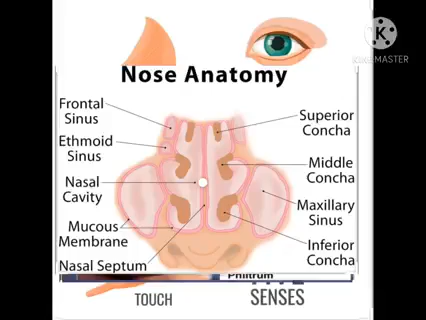 Nose Anatomy
Frontal
Sinus
Ethmoid
Sinus
Nasal
Cavity
Mucous
Membrane
Nasal Septum
Superior
Concha
Middle
Concha
Maxillary
Sinus
Inferior
Concha
Philtrum
TOUCH
SENSES